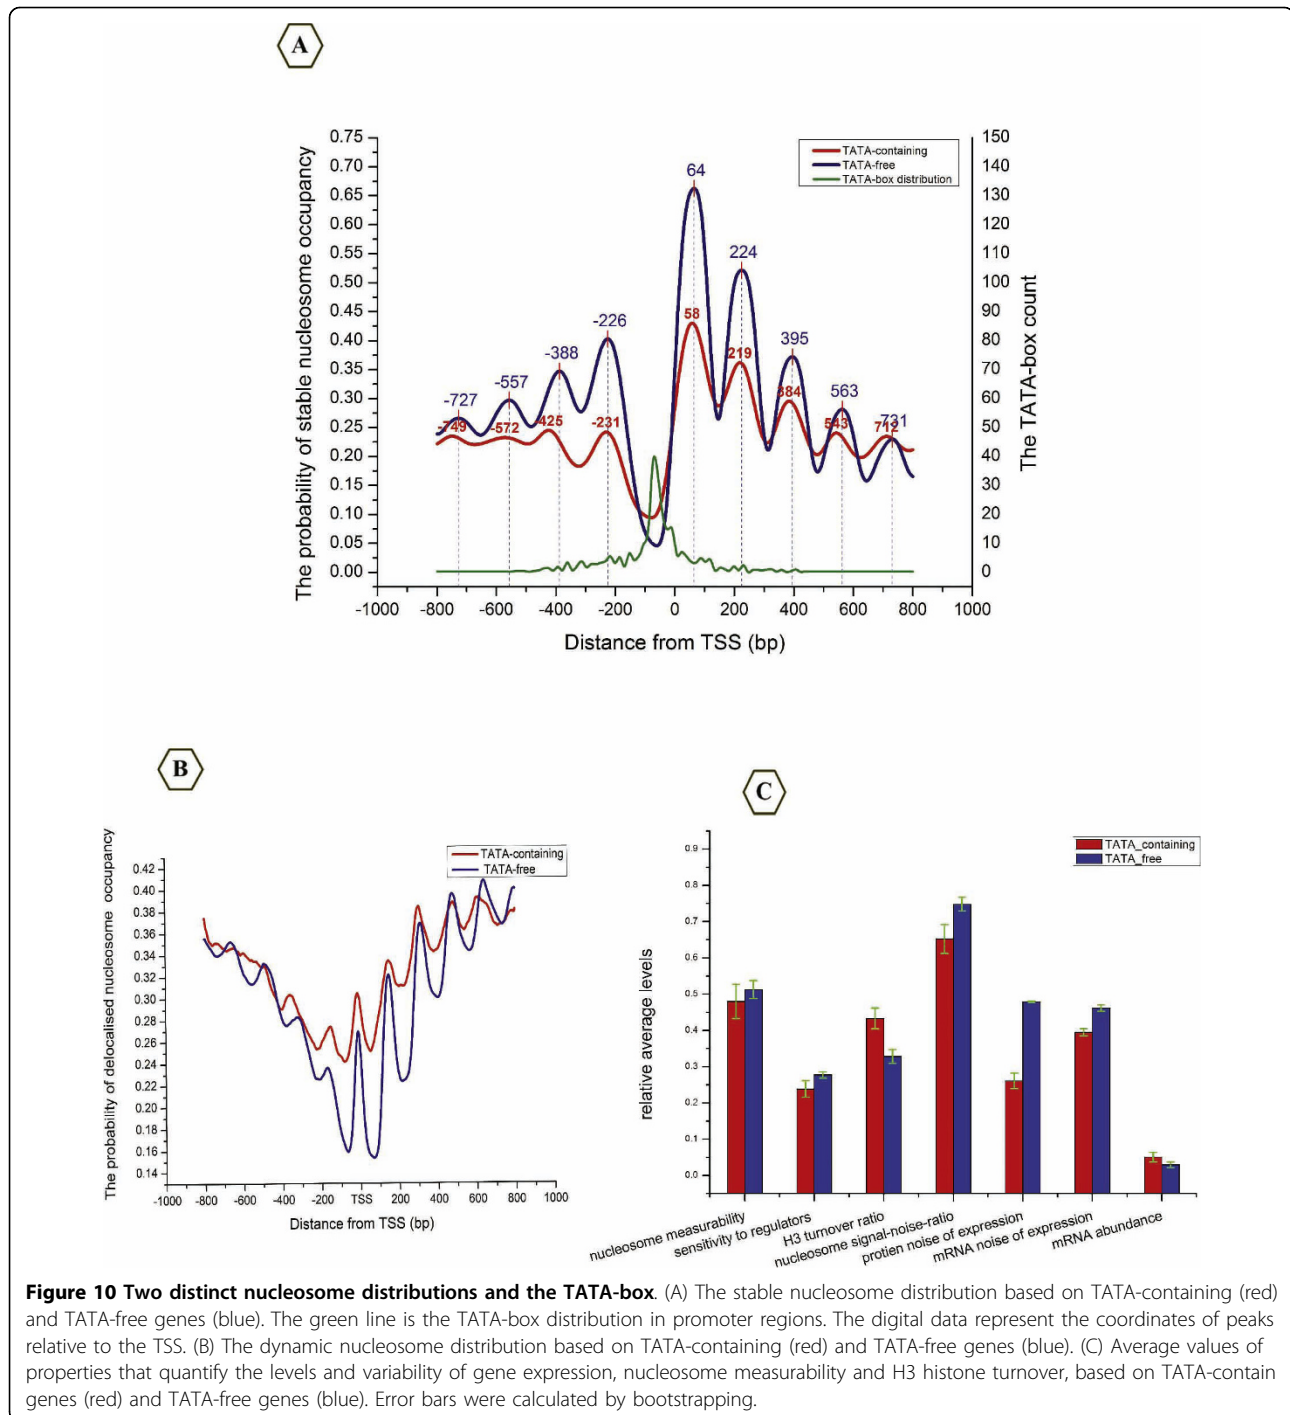 A
0.75
0.70
0.65
0.60
0.55
0.50
0.45
0.40
0.35
0.30
0.25
0.20
0.15
0.10
0.05
0.00
The probability of stable nucleosome occupancy
150
140
130
120
110
100
90
80
70
60
50
40
30
20
10
0
The TATA-box count
TATA-containing
TATA-free
TATA-box distribution
64
224
-226
58
-388
395
219
-557
384
-727
563
-749
-572
-425
-231
543
712
731
-1000 -800 -600 -400 -200 0 200 400 600 800 1000
Distance from TSS (bp)
B
0.42
0.40
0.38
0.36
0.34
0.32
0.30
0.28
0.26
0.24
0.22
0.20
0.18
0.16
0.14
The probability of delocalised nucleosome occupancy
TATA-containing
TATA-free
-1000 -800 -600 -400 -200 TSS 200 400 600 800 1000
Distance from TSS (bp)
C
0.9
0.8
0.7
0.6
0.5
0.4
0.3
0.2
0.1
0.0
relative average levels
TATA_containing
TATA_free
nucleosome measurability
sensitivity to regulators
H3 turnover ratio
nucleosome signal-noise-ratio
protien noise of expression
mRNA noise of expression
mRNA abundance
Figure 10 Two distinct nucleosome distributions and the TATA-box. (A) The stable nucleosome distribution based on TATA-containing (red)
and TATA-free genes (blue). The green line is the TATA-box distribution in promoter regions. The digital data represent the coordinates of peaks
relative to the TSS. (B) The dynamic nucleosome distribution based on TATA-containing (red) and TATA-free genes (blue). (C) Average values of
properties that quantify the levels and variability of gene expression, nucleosome measurability and H3 histone turnover, based on TATA-contain
genes (red) and TATA-free genes (blue). Error bars were calculated by bootstrapping.